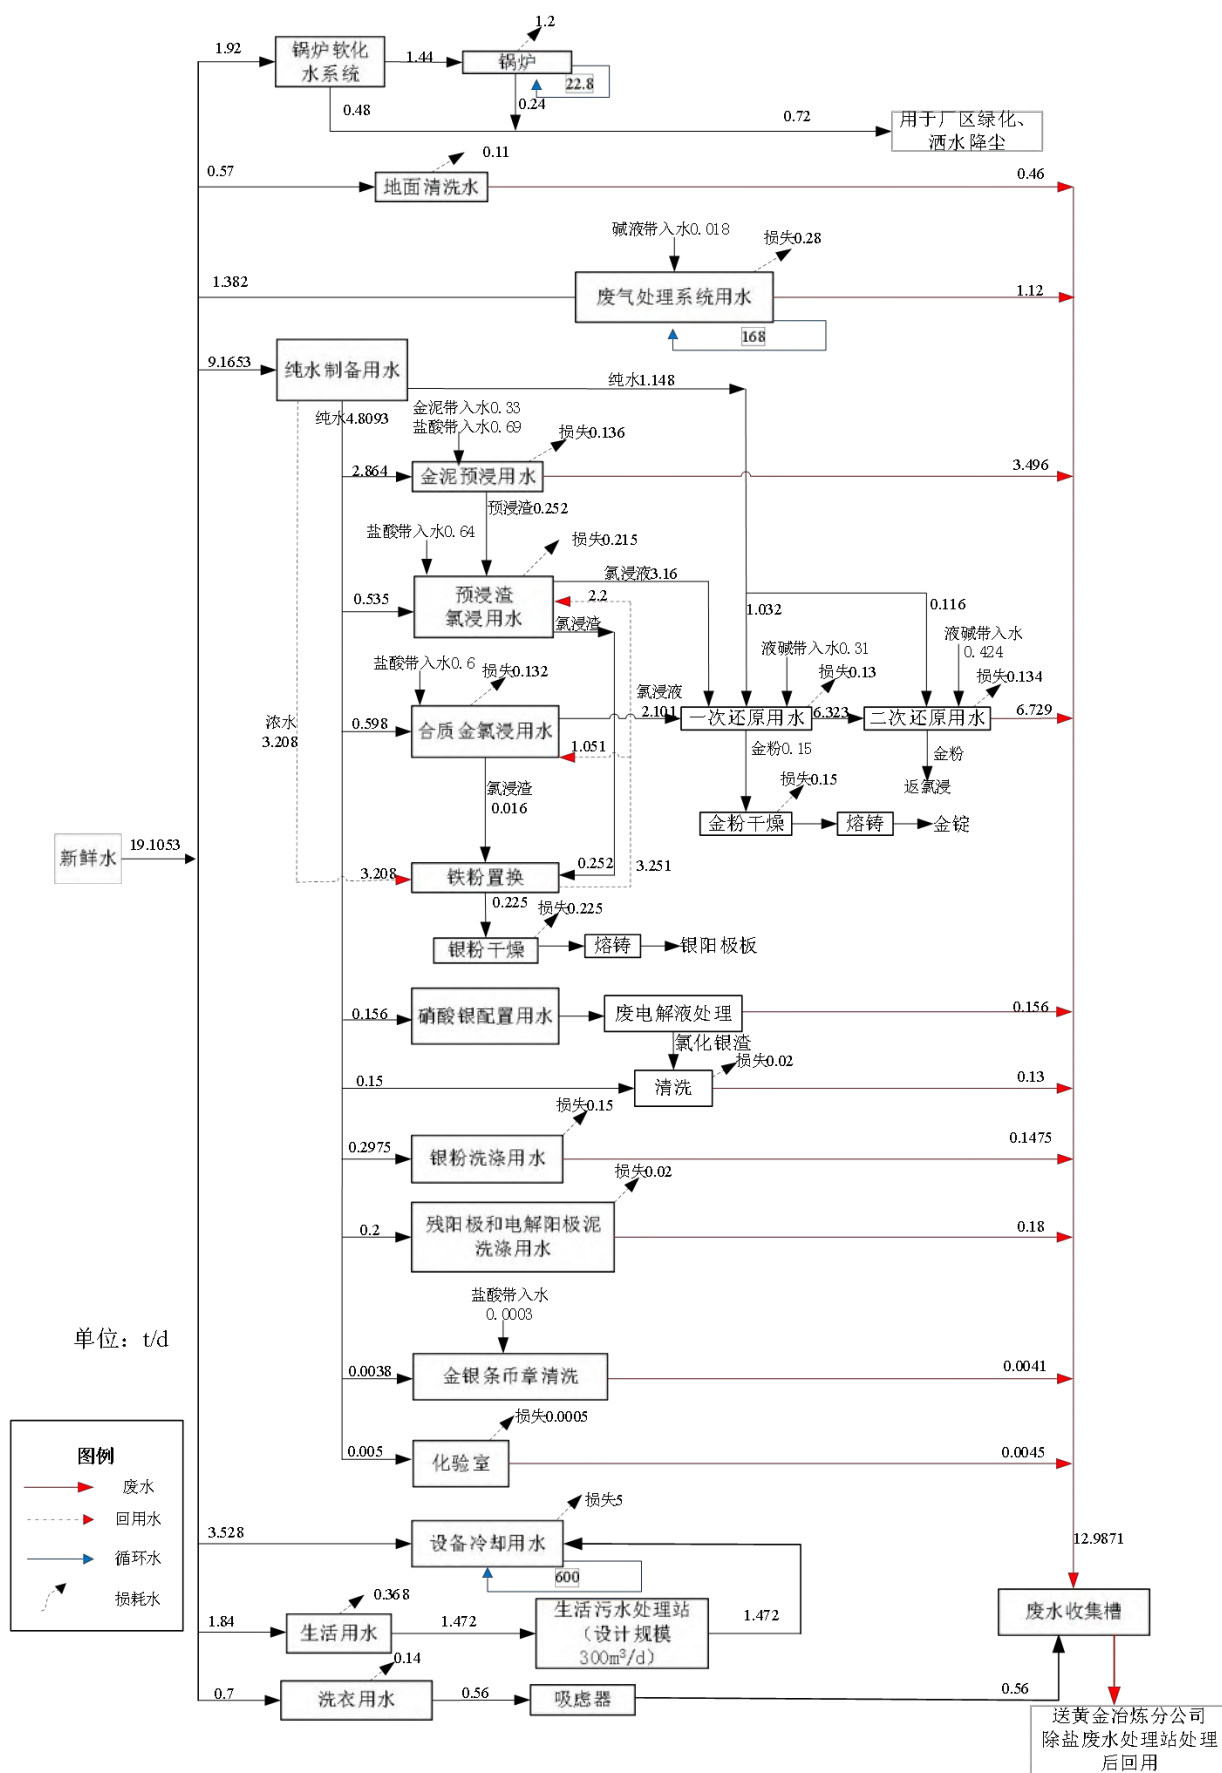 1.2
1.92
锅炉软化
水系统
1.44
锅炉
22.8
0.48
0.24
0.72
用于厂区绿化、
洒水降尘
0.11
0.57
地面清洗水
0.46
碱液带入水0.018
损失0.28
1.382
废气处理系统用水
1.12
168
9.1653
纯水制备用水
纯水1.148
纯水4.8093
金泥带入水0.33
盐酸带入水0.69
损失0.136
2.864
金泥预浸用水
3.496
预浸渣0.252
盐酸带入水0.64
损失0.215
氯浸液3.16
预浸渣
氯浸用水
2.2
0.535
氯浸渣
1.032
0.116
液碱带入水0.31
液碱带入水
0.424
盐酸带入水0.6
损失0.132
损失0.13
损失0.134
氯浸液
2.101
浓水
3.208
0.598
合质金氯浸用水
一次还原用水
6.323
二次还原用水
6.729
1.051
金粉0.15
金粉
氯浸渣
0.016
损失0.15
返氯浸
金粉干燥
熔铸
金锭
新鲜水
19.1053
3.208
铁粉置换
0.252
3.251
0.225
损失0.225
银粉干燥
熔铸
银阳极板
0.156
硝酸银配置用水
废电解液处理
0.156
氯化银渣
损失0.02
0.15
清洗
0.13
损失0.15
0.2975
银粉洗涤用水
0.1475
损失0.02
0.2
残阳极和电解阳极泥
洗涤用水
0.18
盐酸带入水
0.0003
单位：t/d
0.0038
金银条币章清洗
0.0041
损失0.0005
0.005
化验室
0.0045
图例
废水
回用水
循环水
损耗水
损失5
3.528
设备冷却用水
12.9871
600
0.368
1.84
生活用水
1.472
生活污水处理站
（设计规模
300m³/d）
1.472
废水收集槽
0.14
0.7
洗衣用水
0.56
吸虑器
0.56
送黄金冶炼分公司
除盐废水处理站处理
后回用